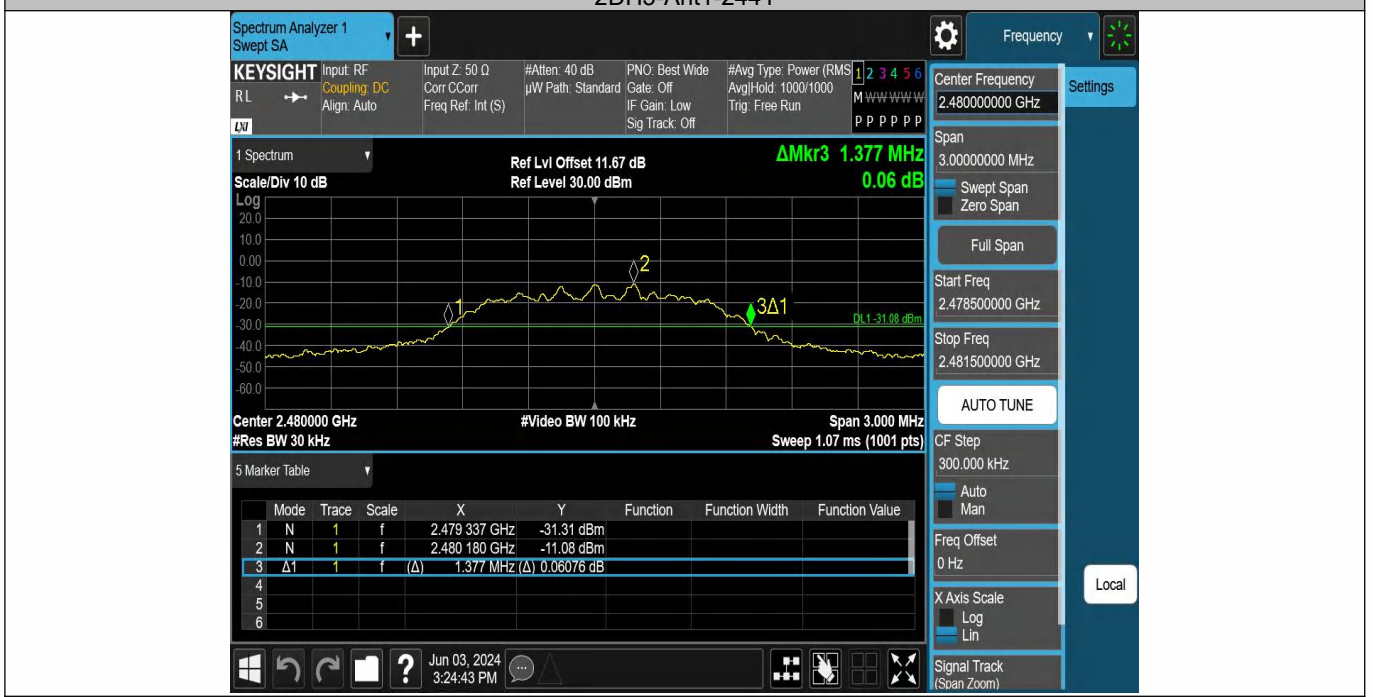 2DH5-Ant1-2441
Spectrum Analyzer 1
Swept SA
+
Frequency
KEYSIGHT
RL
LXI
Input: RF
Coupling: DC
Align: Auto
Input Z: 50 Ω
Corr CCorr
Freq Ref: Int (S)
#Atten: 40 dB
µW Path: Standard
PNO: Best Wide
Gate: Off
IF Gain: Low
Sig Track: Off
#Avg Type: Power (RMS
Avg|Hold: 1000/1000
Trig: Free Run
1 2 3 4 5 6
M W W W W W
P P P P P P
1 Spectrum
Scale/Div 10 dB
Ref Lvl Offset 11.67 dB
Ref Level 30.00 dBm
ΔMkr3 1.377 MHz
0.06 dB
Log
20.0
10.0
0.00
-10.0
-20.0
-30.0
-40.0
-50.0
-60.0
1
2
3Δ1
DL1 -31.08 dBm
Center 2.480000 GHz
#Video BW 100 kHz
Span 3.000 MHz
#Res BW 30 kHz
Sweep 1.07 ms (1001 pts)
5 Marker Table
Mode Trace Scale X Y Function Function Width Function Value
1 N 1 f 2.479 337 GHz -31.31 dBm
2 N 1 f 2.480 180 GHz -11.08 dBm
3 Δ1 1 f (Δ) 1.377 MHz (Δ) 0.06076 dB
4
5
6
?
Jun 03, 2024
3:24:43 PM
Center Frequency
2.480000000 GHz
Settings
Span
3.00000000 MHz
Swept Span
Zero Span
Full Span
Start Freq
2.478500000 GHz
Stop Freq
2.481500000 GHz
AUTO TUNE
CF Step
300.000 kHz
Auto
Man
Freq Offset
0 Hz
Local
X Axis Scale
Log
Lin
Signal Track
(Span Zoom)